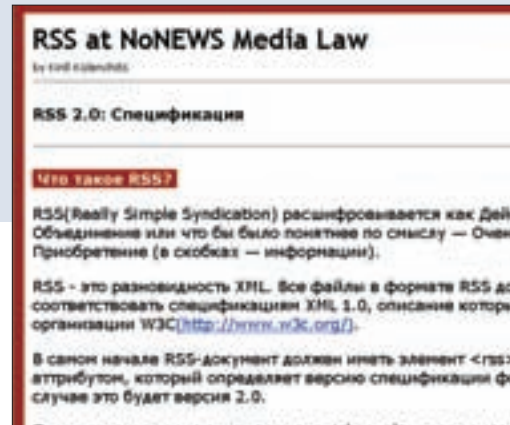 RSS at NoNEWS Media Law
by
RSS 2.0: Спецификация
Что такое RSS?
RSS(Really Simple Syndication) расшифровывается как Дей
Объединение или что бы было понятнее по смыслу — Очен
Приобретение (в скобках — информации).
RSS - это разновидность XML. Все файлы в формате RSS до
соответствовать спецификациям XML 1.0, описание которы
организации W3C(http://www.w3c.org/).
В самом начале RSS-документ должен иметь элемент <rss>
аттрибутом, который определяет версию спецификации ф
случае это будет версия 2.0.